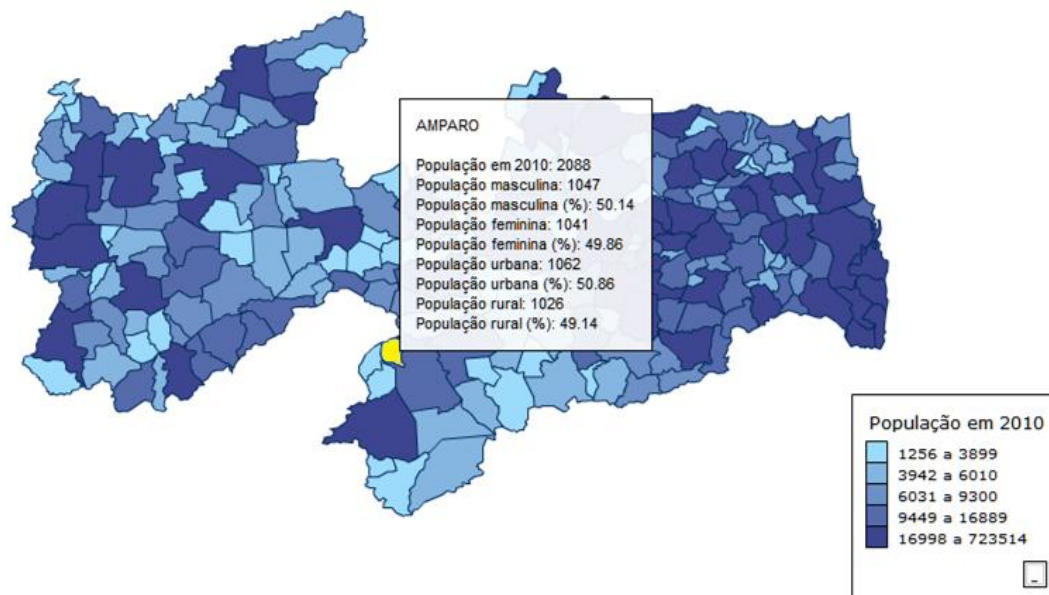 AMPARO
População em 2010: 2088
População masculina: 1047
População masculina (%): 50.14
População feminina: 1041
População feminina (%): 49.86
População urbana: 1062
População urbana (%): 50.86
População rural: 1026
População rural (%): 49.14
População em 2010
1256 a 3899
3942 a 6010
6031 a 9300
9449 a 16889
16998 a 723514
-